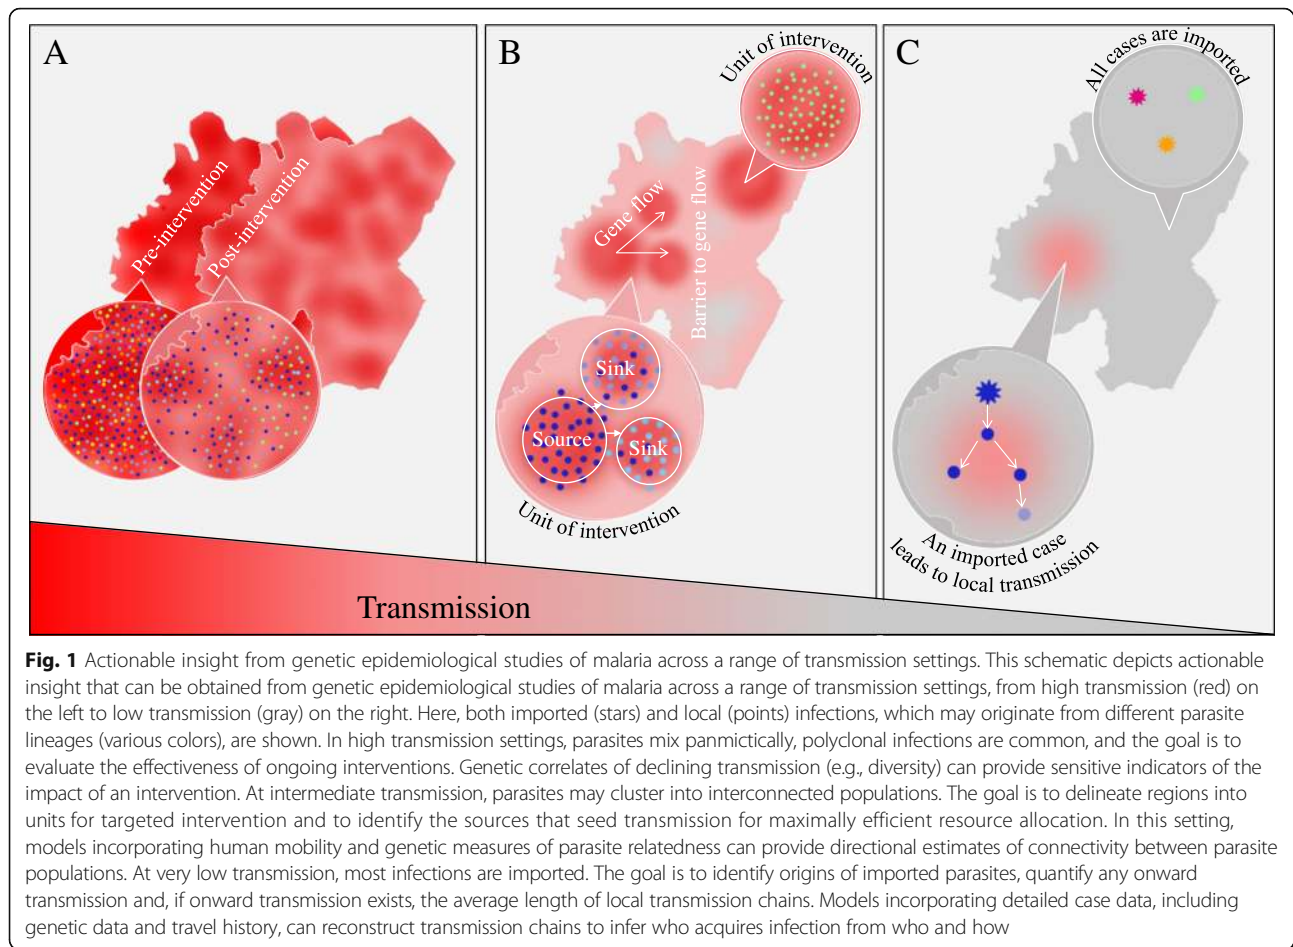 A
B
C
Unit of intervention
All cases are imported
Pre-intervention
Post-intervention
Gene flow
Barrier to gene flow
Sink
Source
Sink
Unit of intervention
An imported case
leads to local transmission
Transmission
Fig. 1 Actionable insight from genetic epidemiological studies of malaria across a range of transmission settings. This schematic depicts actionable
insight that can be obtained from genetic epidemiological studies of malaria across a range of transmission settings, from high transmission (red) on
the left to low transmission (gray) on the right. Here, both imported (stars) and local (points) infections, which may originate from different parasite
lineages (various colors), are shown. In high transmission settings, parasites mix panmictically, polyclonal infections are common, and the goal is to
evaluate the effectiveness of ongoing interventions. Genetic correlates of declining transmission (e.g., diversity) can provide sensitive indicators of the
impact of an intervention. At intermediate transmission, parasites may cluster into interconnected populations. The goal is to delineate regions into
units for targeted intervention and to identify the sources that seed transmission for maximally efficient resource allocation. In this setting,
models incorporating human mobility and genetic measures of parasite relatedness can provide directional estimates of connectivity between parasite
populations. At very low transmission, most infections are imported. The goal is to identify origins of imported parasites, quantify any onward
transmission and, if onward transmission exists, the average length of local transmission chains. Models incorporating detailed case data, including
genetic data and travel history, can reconstruct transmission chains to infer who acquires infection from who and how